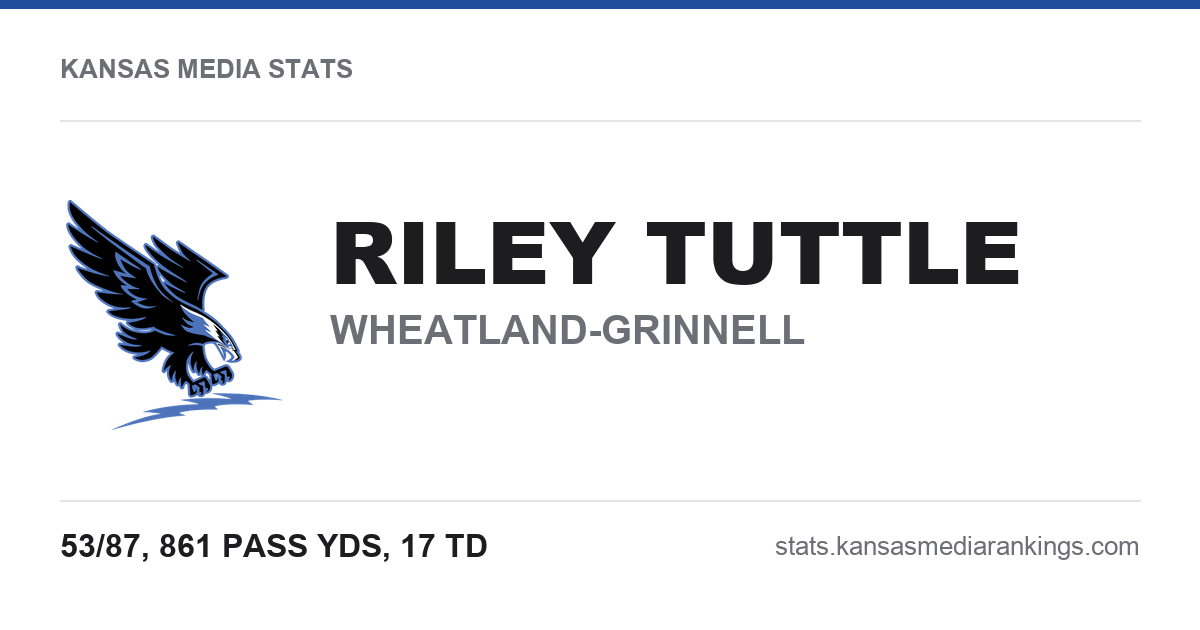 KANSAS MEDIA STATS
RILEY TUTTLE
WHEATLAND-GRINNELL
53/87, 861 PASS YDS, 17 TD
stats.kansasmediarankings.com